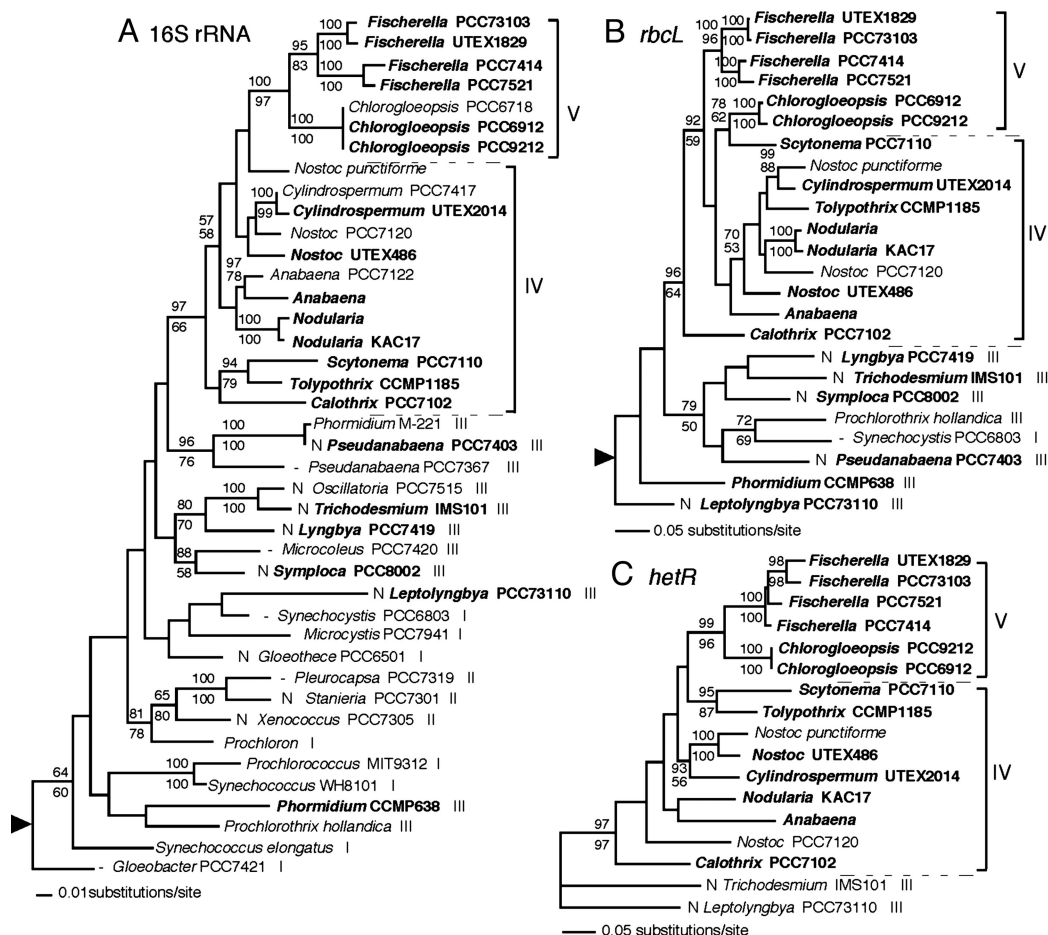 A 16S rRNA
Fischerella PCC73103
Fischerella UTEX1829
Fischerella PCC7414
Fischerella PCC7521
Chlorogloeopsis PCC6718
Chlorogloeopsis PCC6912
Chlorogloeopsis PCC9212
V
Nostoc punctiforme
Cylindrospermum PCC7417
Cylindrospermum UTEX2014
Nostoc PCC7120
Nostoc UTEX486
Anabaena PCC7122
Anabaena
Nodularia
Nodularia KAC17
Scytonema PCC7110
Tolypothrix CCMP1185
Calothrix PCC7102
IV
Phormidium M-221 III
N Pseudanabaena PCC7403 III
- Pseudanabaena PCC7367 III
N Oscillatoria PCC7515 III
N Trichodesmium IMS101 III
N Lyngbya PCC7419 III
- Microcoleus PCC7420 III
N Symploca PCC8002 III
N Leptolyngbya PCC73110 III
- Synechocystis PCC6803 I
Microcystis PCC7941 I
N Gloeothece PCC6501 I
- Pleurocapsa PCC7319 II
N Stanieria PCC7301 II
N Xenococcus PCC7305 II
Prochloron I
Prochlorococcus MIT9312 I
Synechococcus WH8101 I
Phormidium CCMP638 III
Prochlorothrix hollandica III
Synechococcus elongatus I
- Gloeobacter PCC7421 I
100
100
95
83
100
100
100
97
100
100
100
99
57
58
97
78
100
100
97
66
94
79
100
100
96
76
100
100
80
70
88
58
100
100
65
80
81
78
100
100
64
60
0.01substitutions/site
B rbcL
Fischerella UTEX1829
Fischerella PCC73103
Fischerella PCC7414
Fischerella PCC7521
Chlorogloeopsis PCC6912
Chlorogloeopsis PCC9212
V
Scytonema PCC7110
Nostoc punctiforme
Cylindrospermum UTEX2014
Tolypothrix CCMP1185
Nodularia
Nodularia KAC17
Nostoc PCC7120
Nostoc UTEX486
Anabaena
Calothrix PCC7102
IV
N Lyngbya PCC7419 III
N Trichodesmium IMS101 III
N Symploca PCC8002 III
Prochlorothrix hollandica III
- Synechocystis PCC6803 I
N Pseudanabaena PCC7403 III
Phormidium CCMP638 III
N Leptolyngbya PCC73110 III
100
100
100
96
100
100
78
62
100
100
92
59
99
88
100
100
70
53
96
64
79
50
72
69
0.05 substitutions/site
C hetR
Fischerella UTEX1829
Fischerella PCC73103
Fischerella PCC7521
Fischerella PCC7414
Chlorogloeopsis PCC9212
Chlorogloeopsis PCC6912
V
Scytonema PCC7110
Tolypothrix CCMP1185
Nostoc punctiforme
Nostoc UTEX486
Cylindrospermum UTEX2014
Nodularia KAC17
Anabaena
Nostoc PCC7120
Calothrix PCC7102
IV
N Trichodesmium IMS101 III
N Leptolyngbya PCC73110 III
98
98
100
100
99
96
100
100
95
87
100
100
93
56
97
97
0.05 substitutions/site